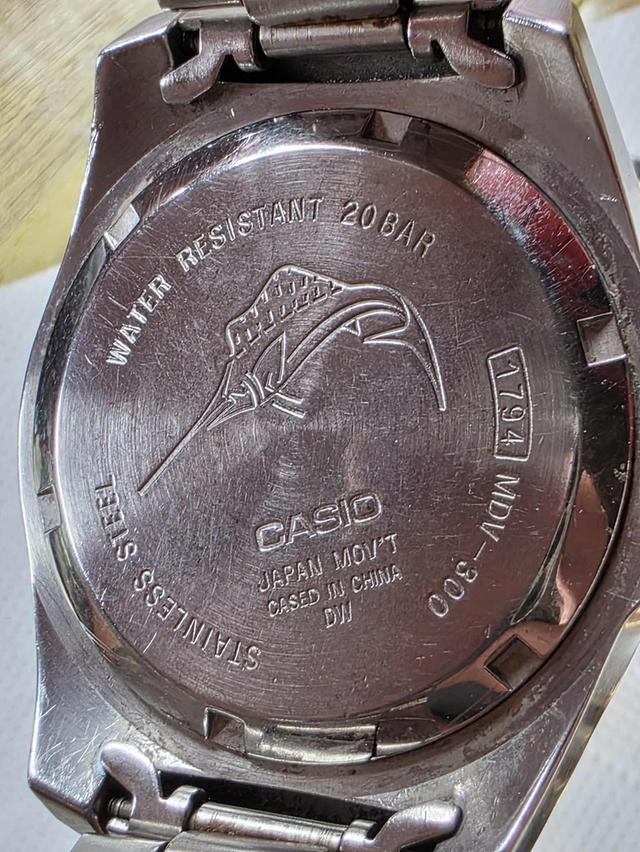 WATER RESISTANT 20BAR
1794 MDV-300
CASIO
JAPAN MOV'T
CASED IN CHINA
DW
STAINLESS STEEL